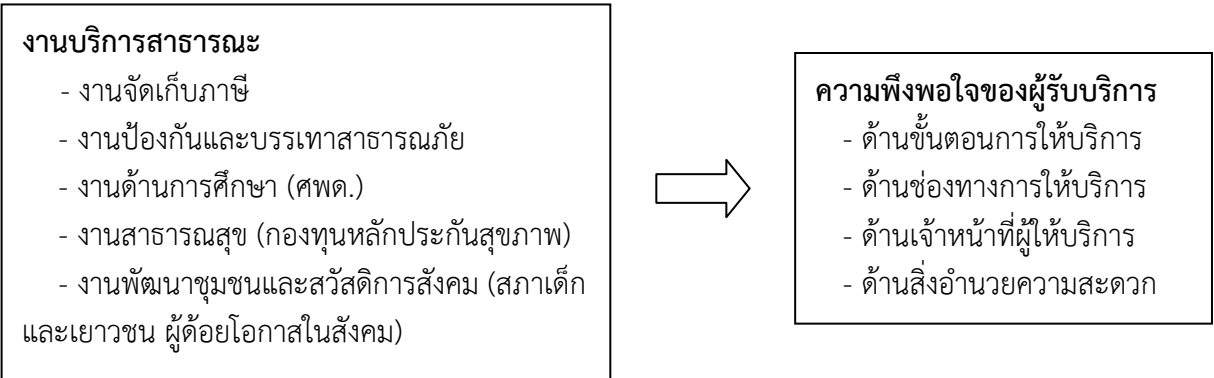 งานบริการสาธารณะ
- งานจัดเก็บภาษี
- งานป้องกันและบรรเทาสาธารณภัย
- งานด้านการศึกษา (ศพด.)
- งานสาธารณสุข (กองทุนหลักประกันสุขภาพ)
- งานพัฒนาชุมชนและสวัสดิการสังคม (สภาเด็ก
และเยาวชน ผู้ด้อยโอกาสในสังคม)
ความพึงพอใจของผู้รับบริการ
- ด้านขั้นตอนการให้บริการ
- ด้านช่องทางการให้บริการ
- ด้านเจ้าหน้าที่ผู้ให้บริการ
- ด้านสิ่งอำนวยความสะดวก